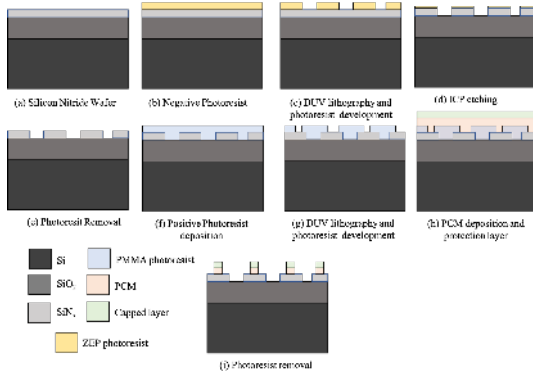 (a) Silicon Nitride Wafer
(b) Negative Photoresist
(c) DUV lithography and
photoresist development
(d) ICP etching
(e) Photoresit Removal
(f) Positive Photoresist
deposition
(g) DUV lithography and
photoresist development
(h) PCM deposition and
protection layer
Si
PMMA photoresist
SiO₂
PCM
SiNₓ
Capped layer
ZEP photoresist
(i) Photoresist removal